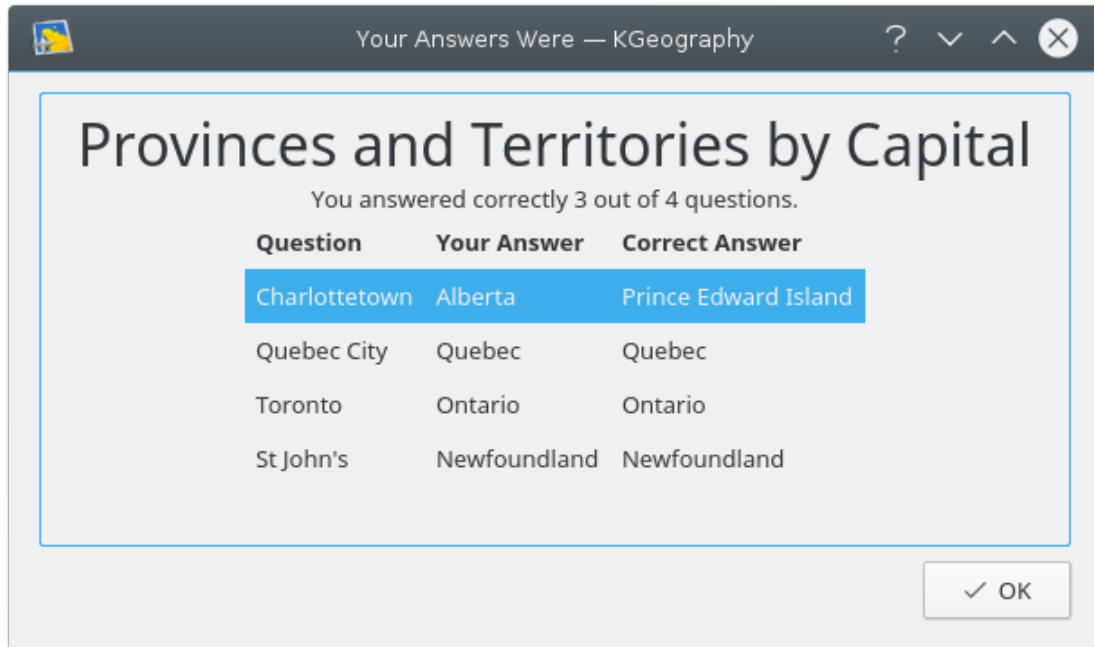 Your Answers Were — KGeography
Provinces and Territories by Capital
You answered correctly 3 out of 4 questions.
Question Your Answer Correct Answer
Charlottetown Alberta Prince Edward Island
Quebec City Quebec Quebec
Toronto Ontario Ontario
St John's Newfoundland Newfoundland
OK